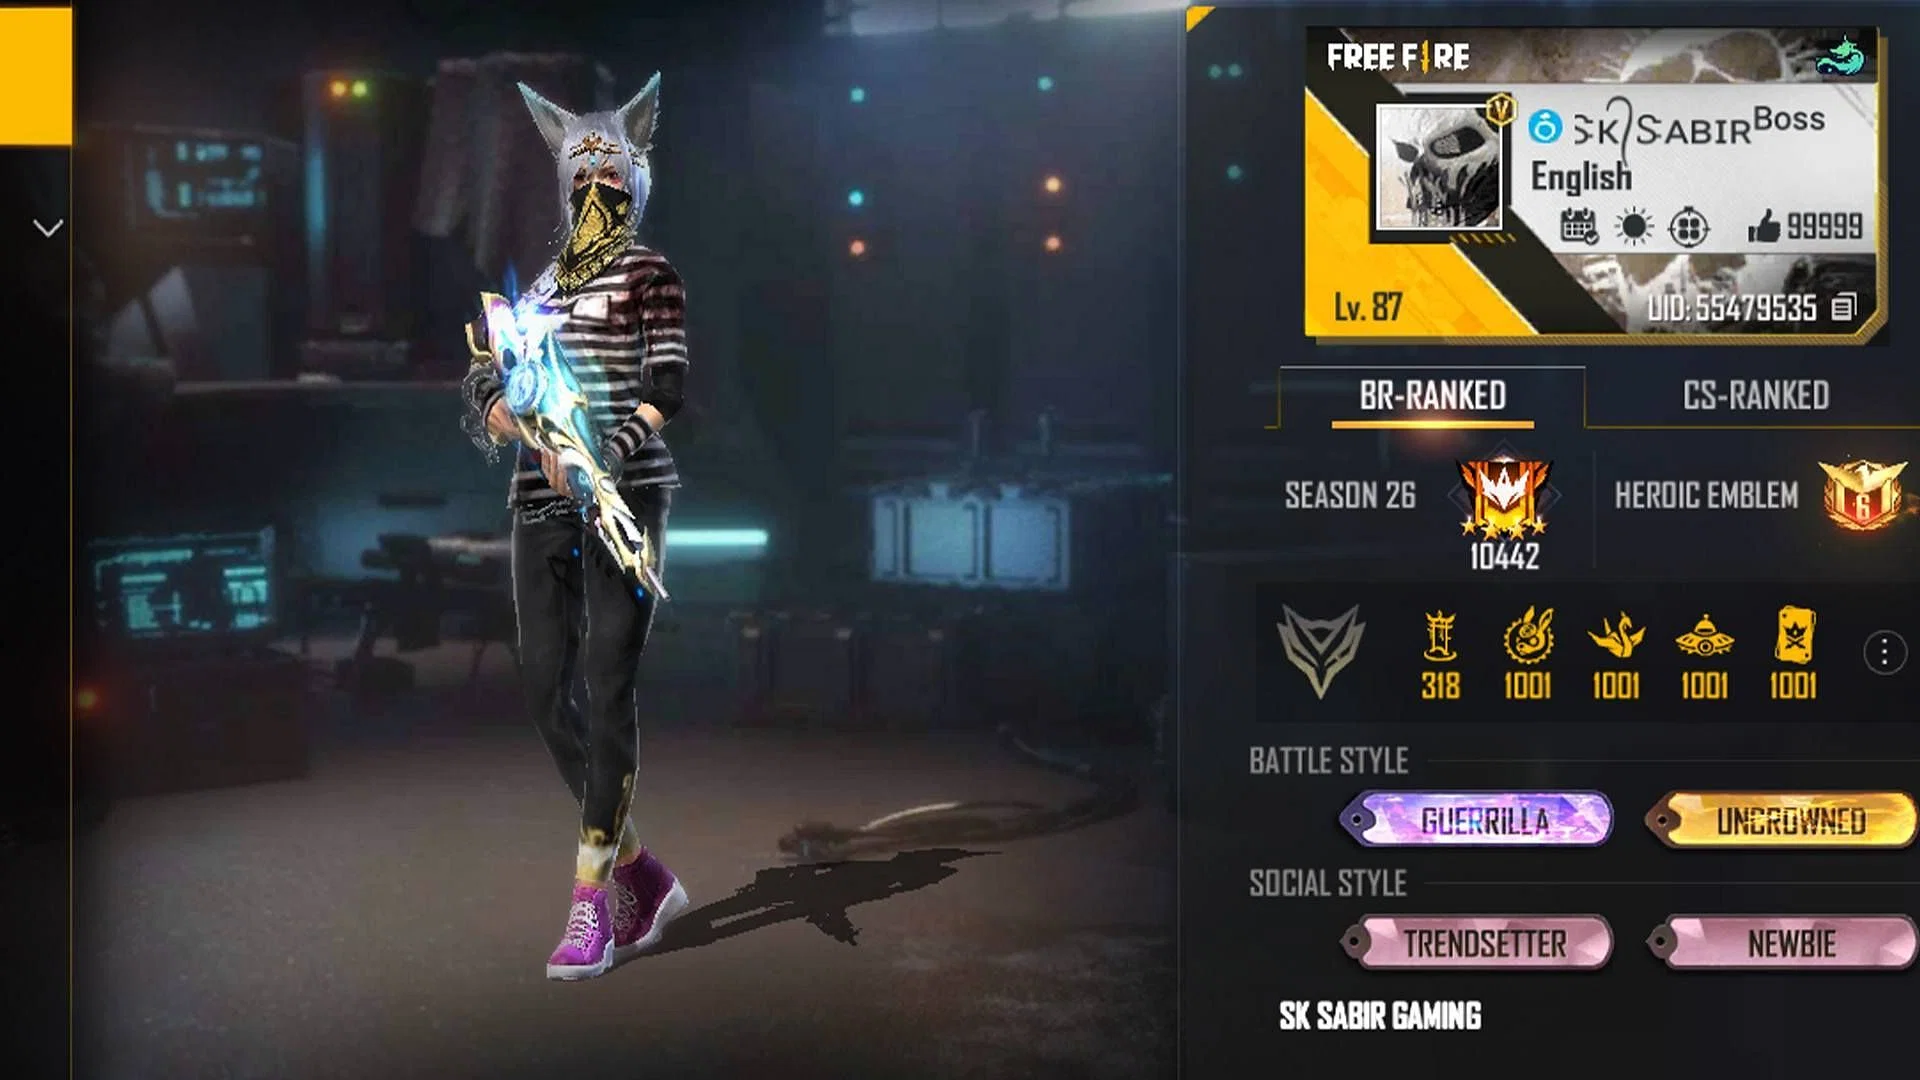 FREE FIRE
SK SABIR Boss
English
99999
Lv. 87
UID: 55479535
BR-RANKED
CS-RANKED
SEASON 26
10442
HEROIC EMBLEM
6
318
1001
1001
1001
1001
BATTLE STYLE
GUERRILLA
UNCROWNED
SOCIAL STYLE
TRENDSETTER
NEWBIE
SK SABIR GAMING